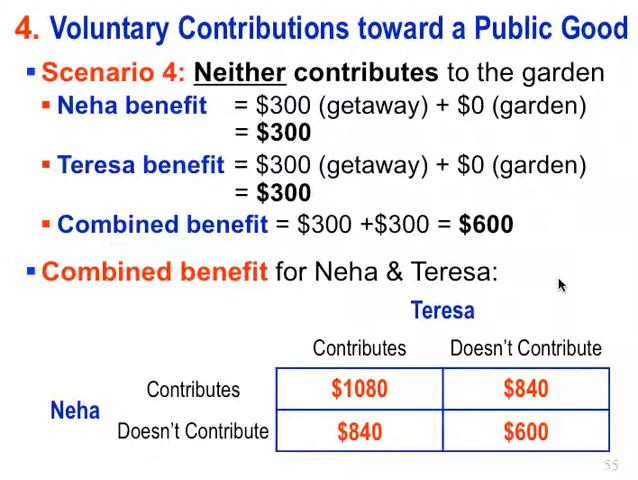 4. Voluntary Contributions toward a Public Good
▪ Scenario 4: Neither contributes to the garden
▪ Neha benefit = $300 (getaway) + $0 (garden)
= $300
▪ Teresa benefit = $300 (getaway) + $0 (garden)
= $300
▪ Combined benefit = $300 +$300 = $600
▪ Combined benefit for Neha & Teresa:
Teresa
Contributes Doesn't Contribute
Neha
Contributes $1080 $840
Doesn't Contribute $840 $600
55